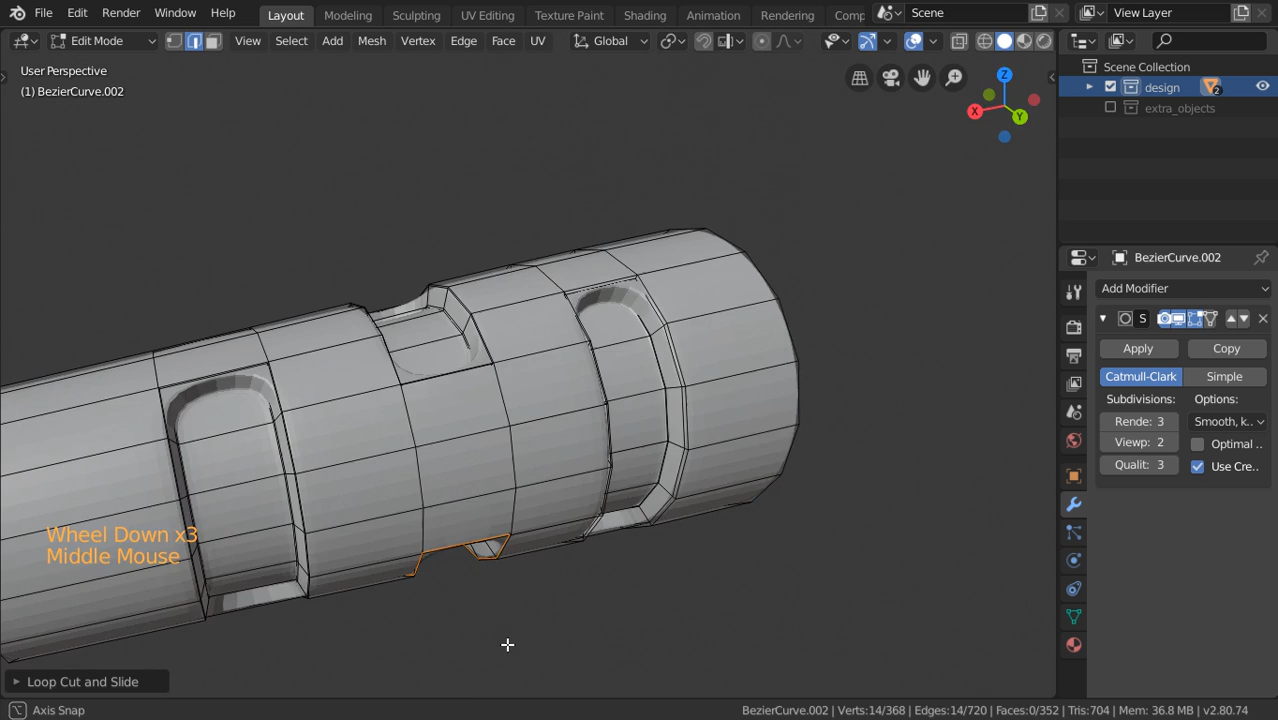 File Edit Render Window Help Layout Modeling Sculpting UV Editing Texture Paint Shading Animation Rendering Comp Scene View Layer
Edit Mode View Select Add Mesh Vertex Edge Face UV Global
User Perspective
(1) BezierCurve.002
Z
X
Y
Scene Collection
design 2
extra_objects
BezierCurve.002
Add Modifier
S
Apply Copy
Catmull-Clark Simple
Subdivisions: Options:
Rende: 3 Smooth, k..
Viewp: 2 Optimal ..
Qualit: 3 Use Cre..
Wheel Down x3
Middle Mouse
Loop Cut and Slide
Axis Snap BezierCurve.002 | Verts:14/368 | Edges:14/720 | Faces:0/352 | Tris:704 | Mem: 36.8 MB | v2.80.74